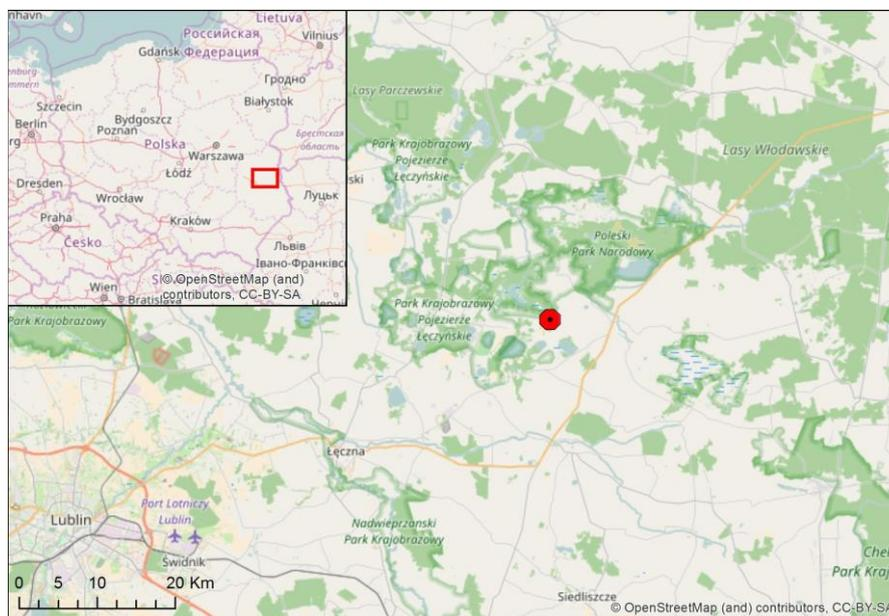 Lietuva
Российская
Федерация
Vilnius
Gdańsk
Гродно
Szczecin
Białystok
Bydgoszcz
Berlin
Poznań
Брестская
область
Polska
Warszawa
Łódź
Dresden
Wrocław
Луцьк
Kraków
Praha
Česko
Львів
Івано-Франківсі
© OpenStreetMap (and)
contributors, CC-BY-SA
Wien
Bratislava
Lasy Parczewskie
Park Krajobrazowy
Pojezierze
Łęczyńskie
Lasy Włodawskie
Poleski
Park Narodowy
Park Krajobrazowy
Pojezierze
Łęczyńskie
Park Krajobrazowy
Łęczna
Lublin
Port Lotniczy
Lublin
Świdnik
Nadwieprzański
Park Krajobrazowy
Siedliszcze
0 5 10 20 Km
© OpenStreetMap (and) contributors, CC-BY-SA